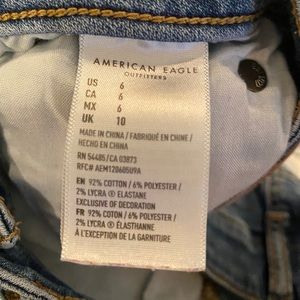 AMERICAN EAGLE
OUTFITTERS
US 6
CA 6
MX 6
UK 10
MADE IN CHINA / FABRIQUÉ EN CHINE /
HECHO EN CHINA
RN 54485/CA 03873
RFC# AEM120605U9A
EN 92% COTTON / 6% POLYESTER /
2% LYCRA ® ELASTANE
EXCLUSIVE OF DECORATION
FR 92% COTON / 6% POLYESTER /
2% LYCRA ® ÉLASTHANNE
À L'EXCEPTION DE LA GARNITURE